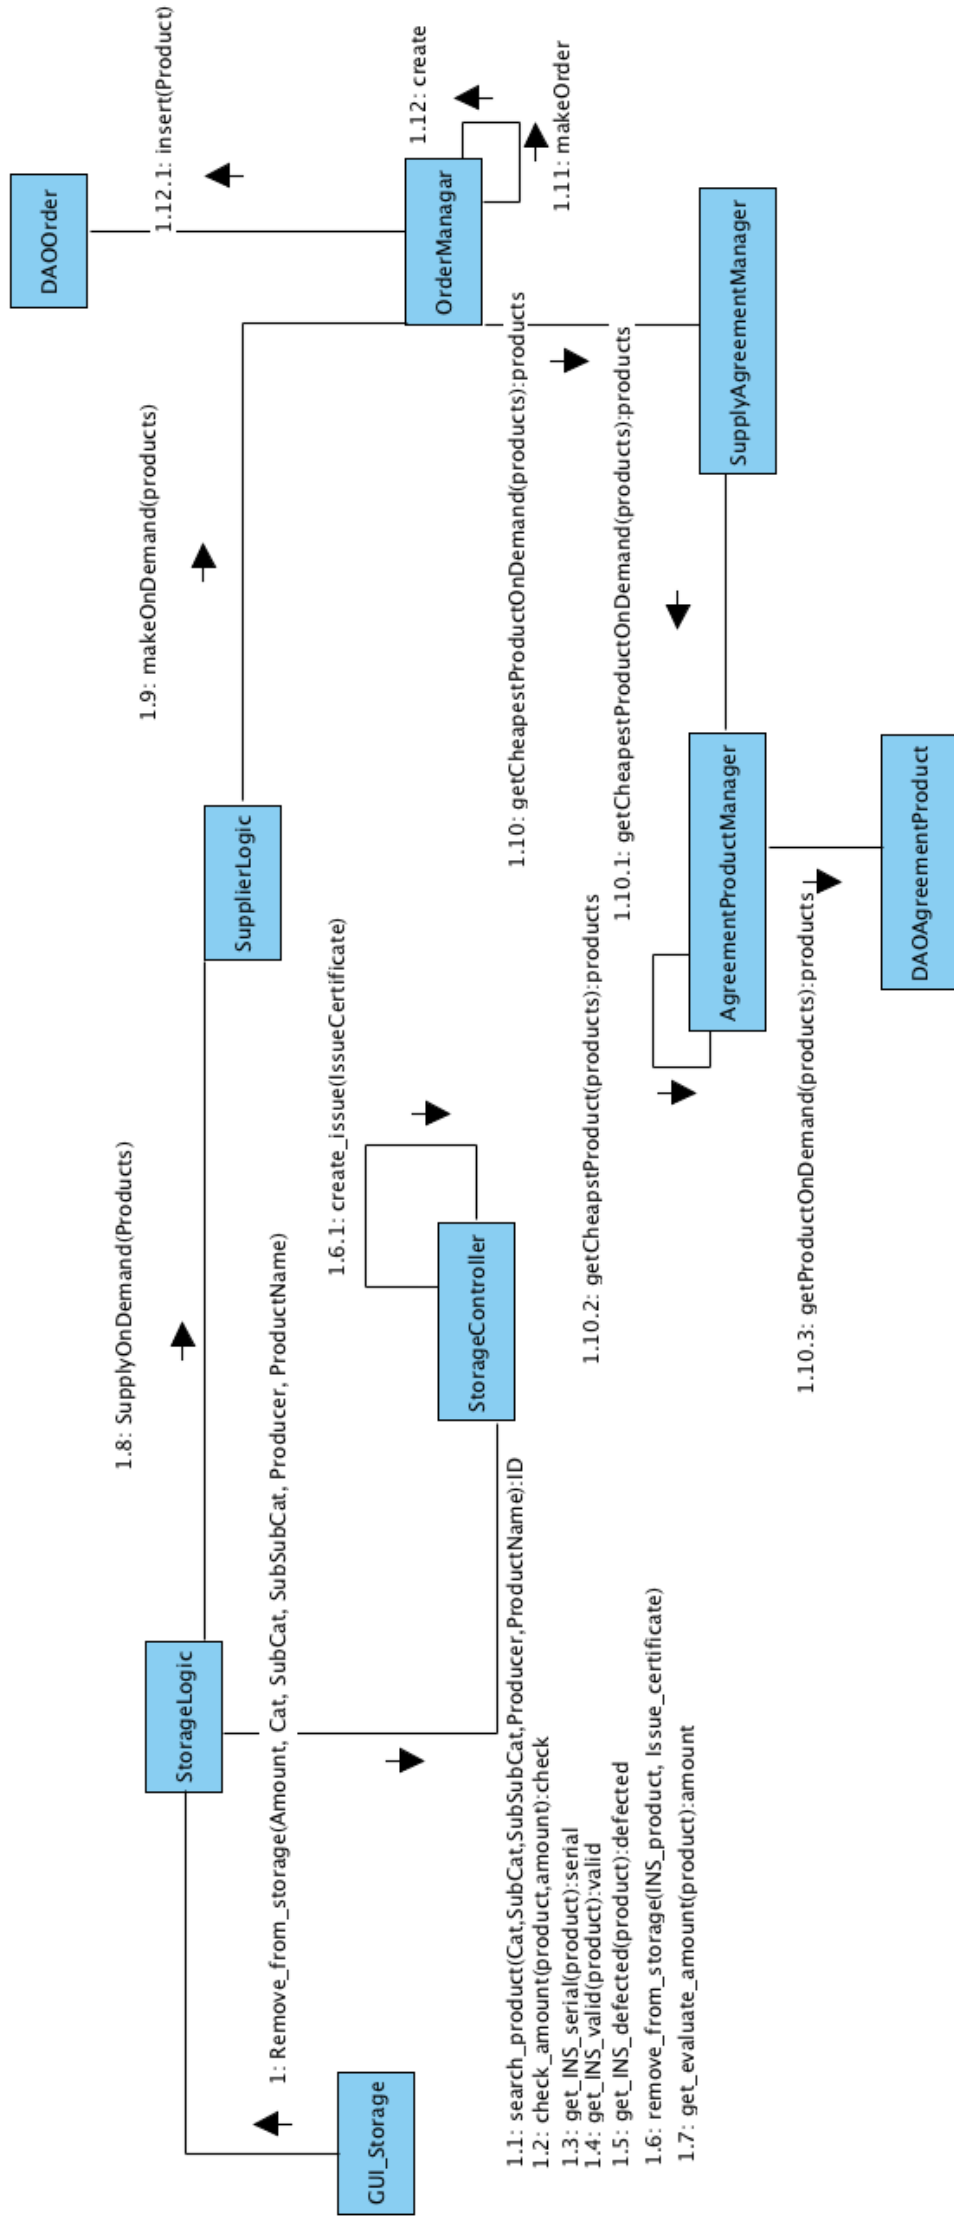 GUI_Storage
1: Remove_from_storage(Amount, Cat, SubCat, SubSubCat, Producer, ProductName)
StorageLogic
1.1: search_product(Cat,SubCat,SubSubCat,Producer,ProductName):ID
1.2: check_amount(product,amount):check
1.3: get_INS_serial(product):serial
1.4: get_INS_valid(product):valid
1.5: get_INS_defected(product):defected
1.6: remove_from_storage(INS_product, Issue_certificate)
1.7: get_evaluate_amount(product):amount
StorageController
1.6.1: create_issue(IssueCertificate)
1.8: SupplyOnDemand(Products)
SupplierLogic
1.9: makeOnDemand(products)
OrderManagar
1.10: getCheapestProductOnDemand(products):products
SupplyAgreementManager
1.10.1: getCheapestProductOnDemand(products):products
AgreementProductManager
1.10.2: getCheapstProduct(products):products
1.10.3: getProductOnDemand(products):products
DAOAgreementProduct
1.11: makeOrder
1.12: create
1.12.1: insert(Product)
DAOOrder